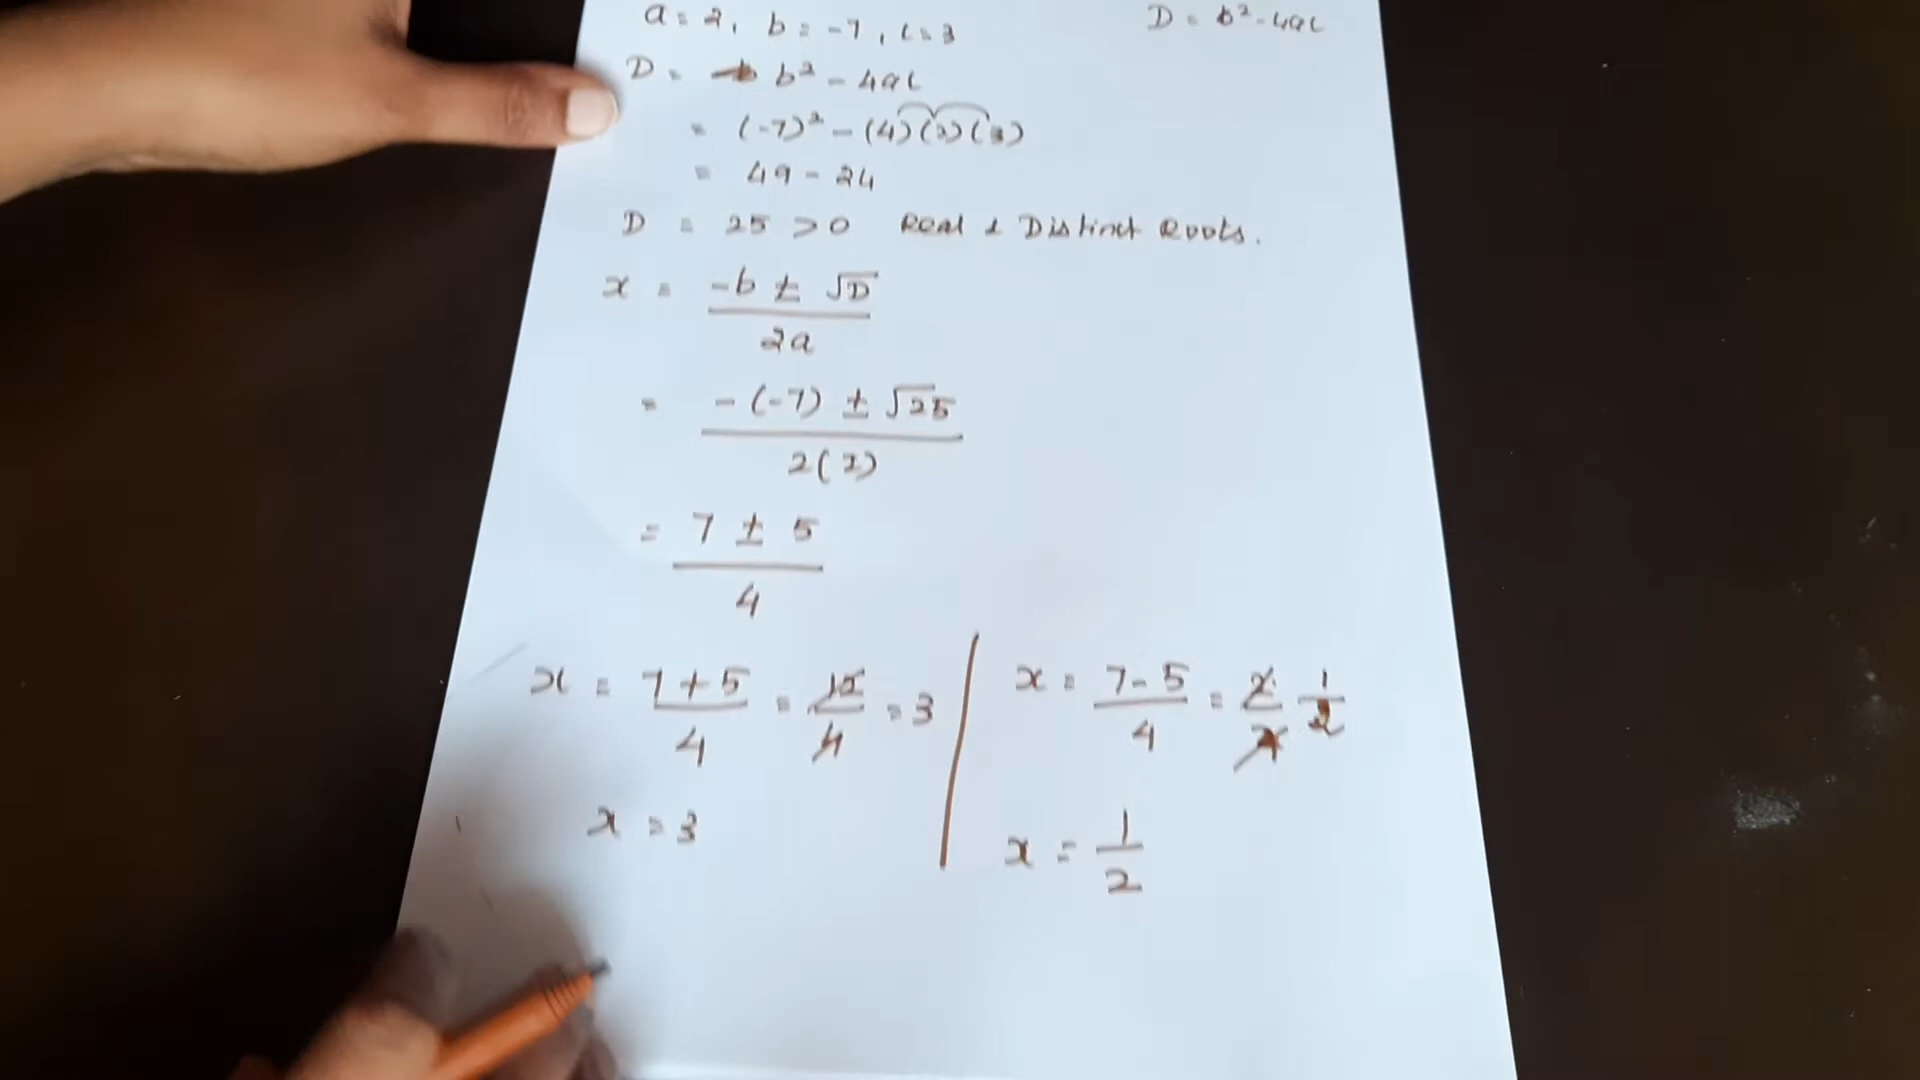 a = 2, b = -7, c = 3
D = b² - 4ac
D = b² - 4ac
= (-7)² - (4)(2)(3)
= 49 - 24
D = 25 > 0 Real & Distinct Roots.
x = -b ± √D / 2a
= -(-7) ± √25 / 2(2)
= 7 ± 5 / 4
x = 7+5 / 4 = 12 / 4 = 3
x = 7-5 / 4 = 2 / 4 1 / 2
x = 3
x = 1 / 2